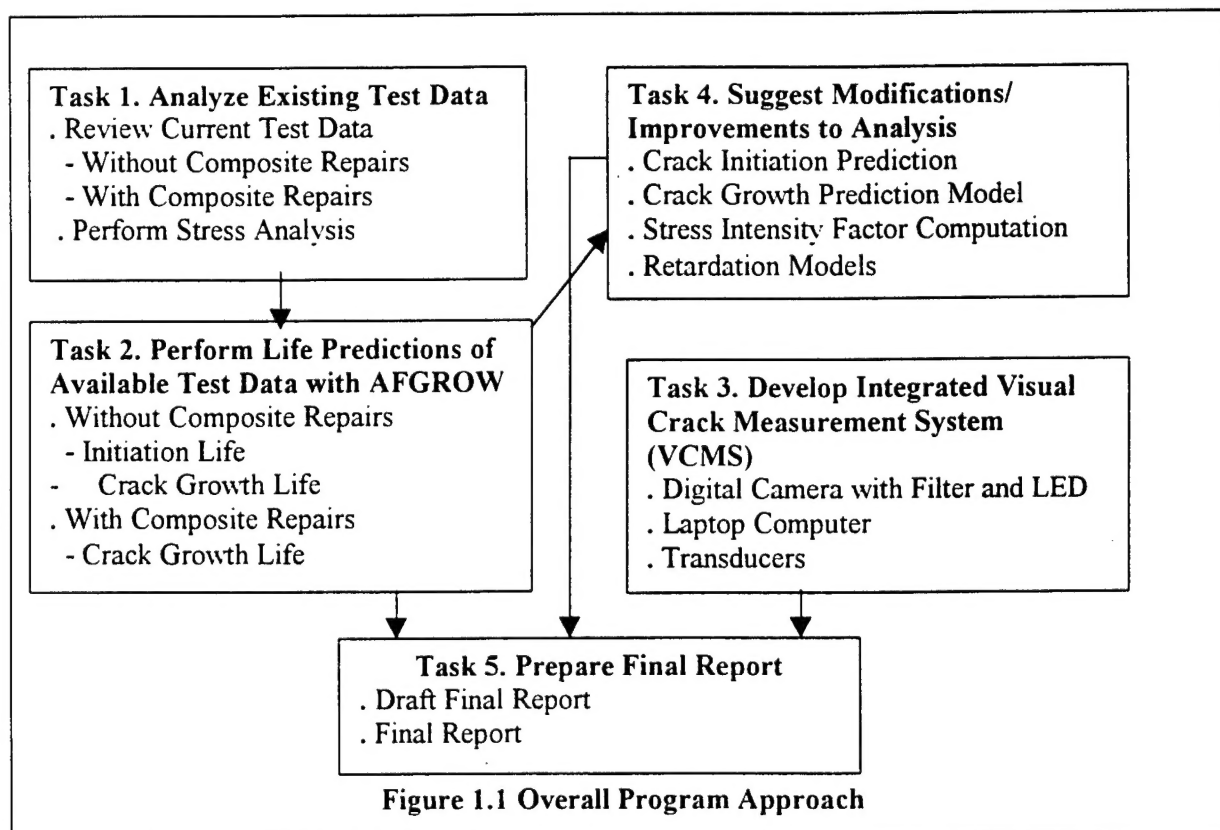 Task 1. Analyze Existing Test Data
. Review Current Test Data
- Without Composite Repairs
- With Composite Repairs
. Perform Stress Analysis
Task 2. Perform Life Predictions of
Available Test Data with AFGROW
. Without Composite Repairs
- Initiation Life
- Crack Growth Life
. With Composite Repairs
- Crack Growth Life
Task 4. Suggest Modifications/
Improvements to Analysis
. Crack Initiation Prediction
. Crack Growth Prediction Model
. Stress Intensity Factor Computation
. Retardation Models
Task 3. Develop Integrated Visual
Crack Measurement System
(VCMS)
. Digital Camera with Filter and LED
. Laptop Computer
. Transducers
Task 5. Prepare Final Report
. Draft Final Report
. Final Report
Figure 1.1 Overall Program Approach